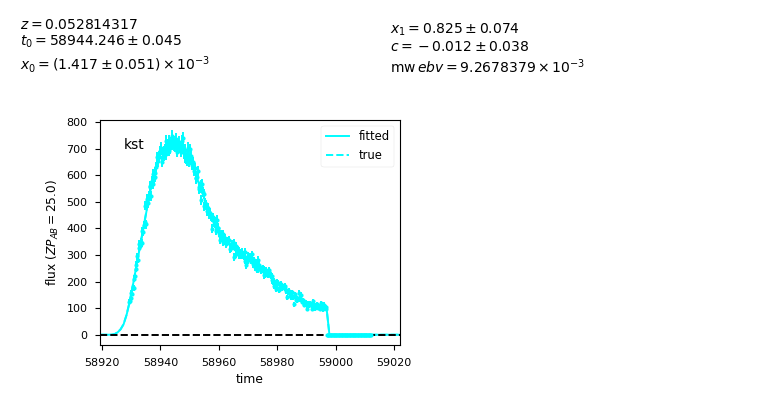 z = 0.052814317
t₀ = 58944.246 ± 0.045
x₀ = (1.417 ± 0.051) × 10⁻³
x₁ = 0.825 ± 0.074
c = −0.012 ± 0.038
mw ebv = 9.2678379 × 10⁻³
kst
fitted
true
flux (ZP_AB = 25.0)
800
700
600
500
400
300
200
100
0
58920 58940 58960 58980 59000 59020
time